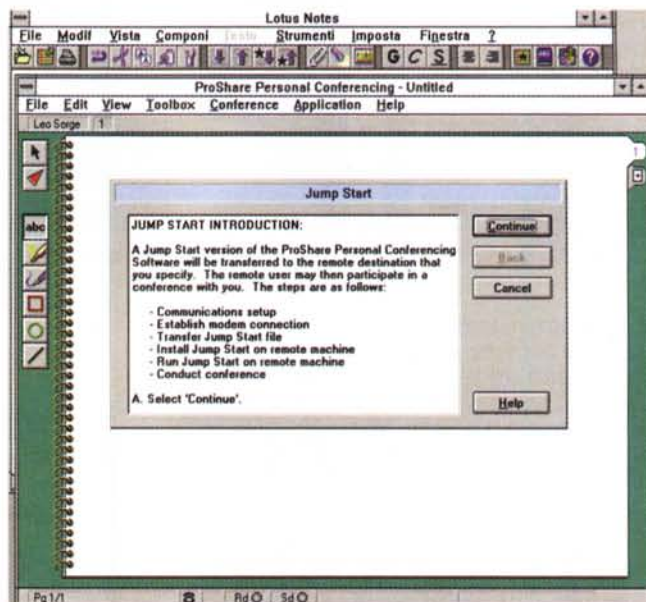 Lotus Notes
File Modif Vista Componi Testo Strumenti Imposta Finestra ?
G C S
ProShare Personal Conferencing - Untitled
File Edit View Toolbox Conference Application Help
Leo Sorge 1
1
abc
Jump Start
JUMP START INTRODUCTION:
A Jump Start version of the ProShare Personal Conferencing
Software will be transferred to the remote destination that
you specify. The remote user may then participate in a
conference with you. The steps are as follows:
- Communications setup
- Establish modem connection
- Transfer Jump Start file
- Install Jump Start on remote machine
- Run Jump Start on remote machine
- Conduct conference
A. Select 'Continue'.
Continue
Back
Cancel
Help
Pg 1/1 Rd Sd